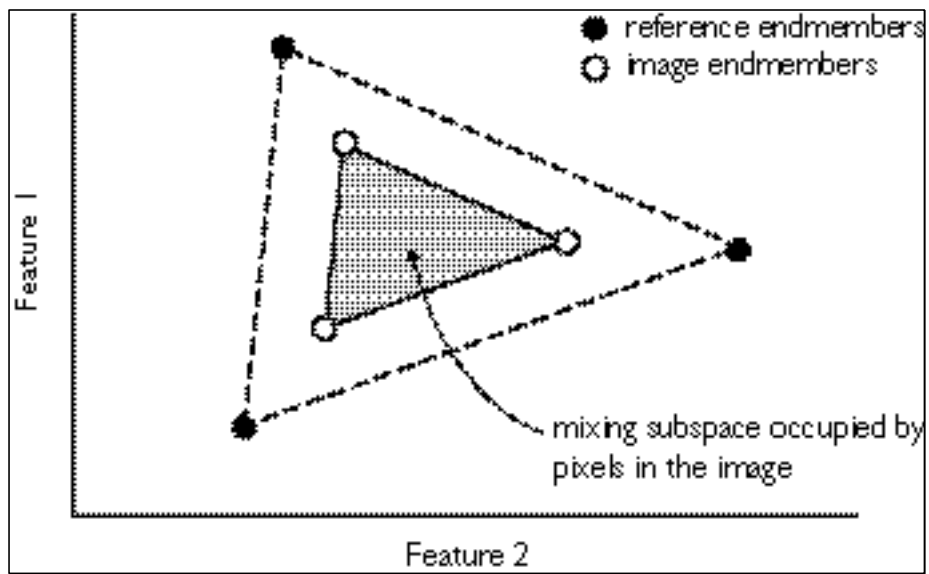 reference endmembers
image endmembers
Feature 1
mixing subspace occupied by
pixels in the image
Feature 2